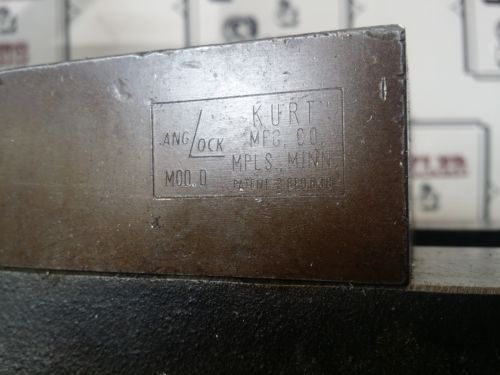 ANG LOCK
MOD. D
KURT
MFG. CO.
MPLS. MINN.
PATENT